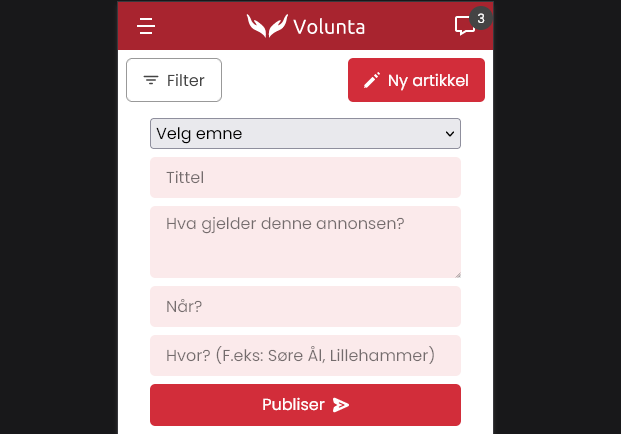 Volunta
3
Filter
Ny artikkel
Velg emne
Tittel
Hva gjelder denne annonsen?
Når?
Hvor? (F.eks: Søre Ål, Lillehammer)
Publiser